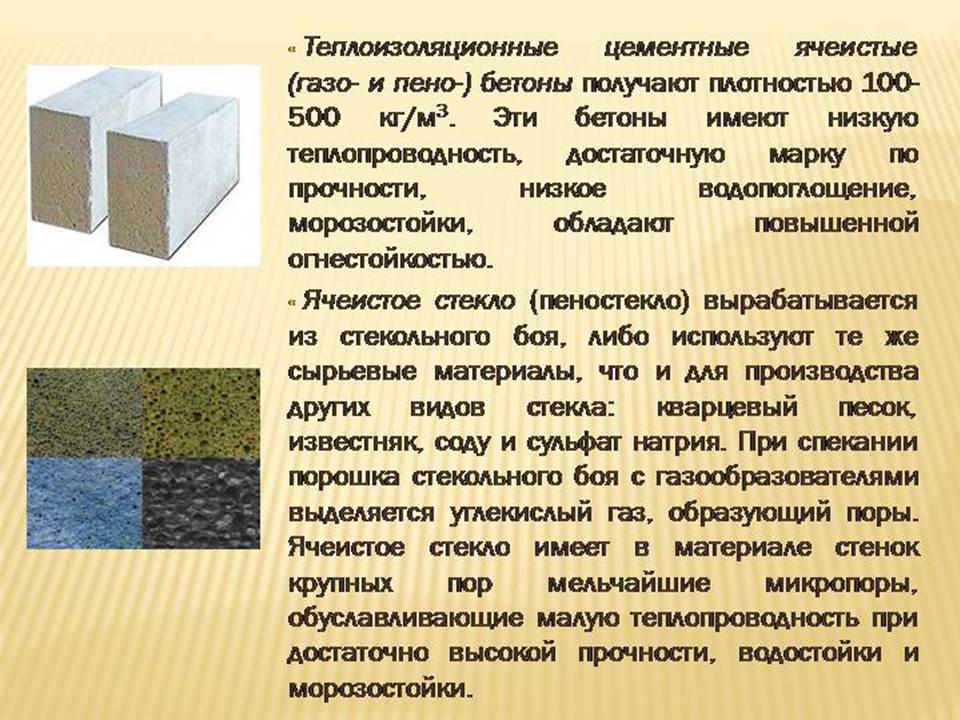 « Теплоизоляционные цементные ячеистые
(газо- и пено-) бетоны получают плотностью 100-
500 кг/м³. Эти бетоны имеют низкую
теплопроводность, достаточную марку по
прочности, низкое водопоглощение,
морозостойки, обладают повышенной
огнестойкостью.
« Ячеистое стекло (пеностекло) вырабатывается
из стекольного боя, либо используют те же
сырьевые материалы, что и для производства
других видов стекла: кварцевый песок,
известняк, соду и сульфат натрия. При спекании
порошка стекольного боя с газообразователями
выделяется углекислый газ, образующий поры.
Ячеистое стекло имеет в материале стенок
крупных пор мельчайшие микропоры,
обуславливающие малую теплопроводность при
достаточно высокой прочности, водостойки и
морозостойки.